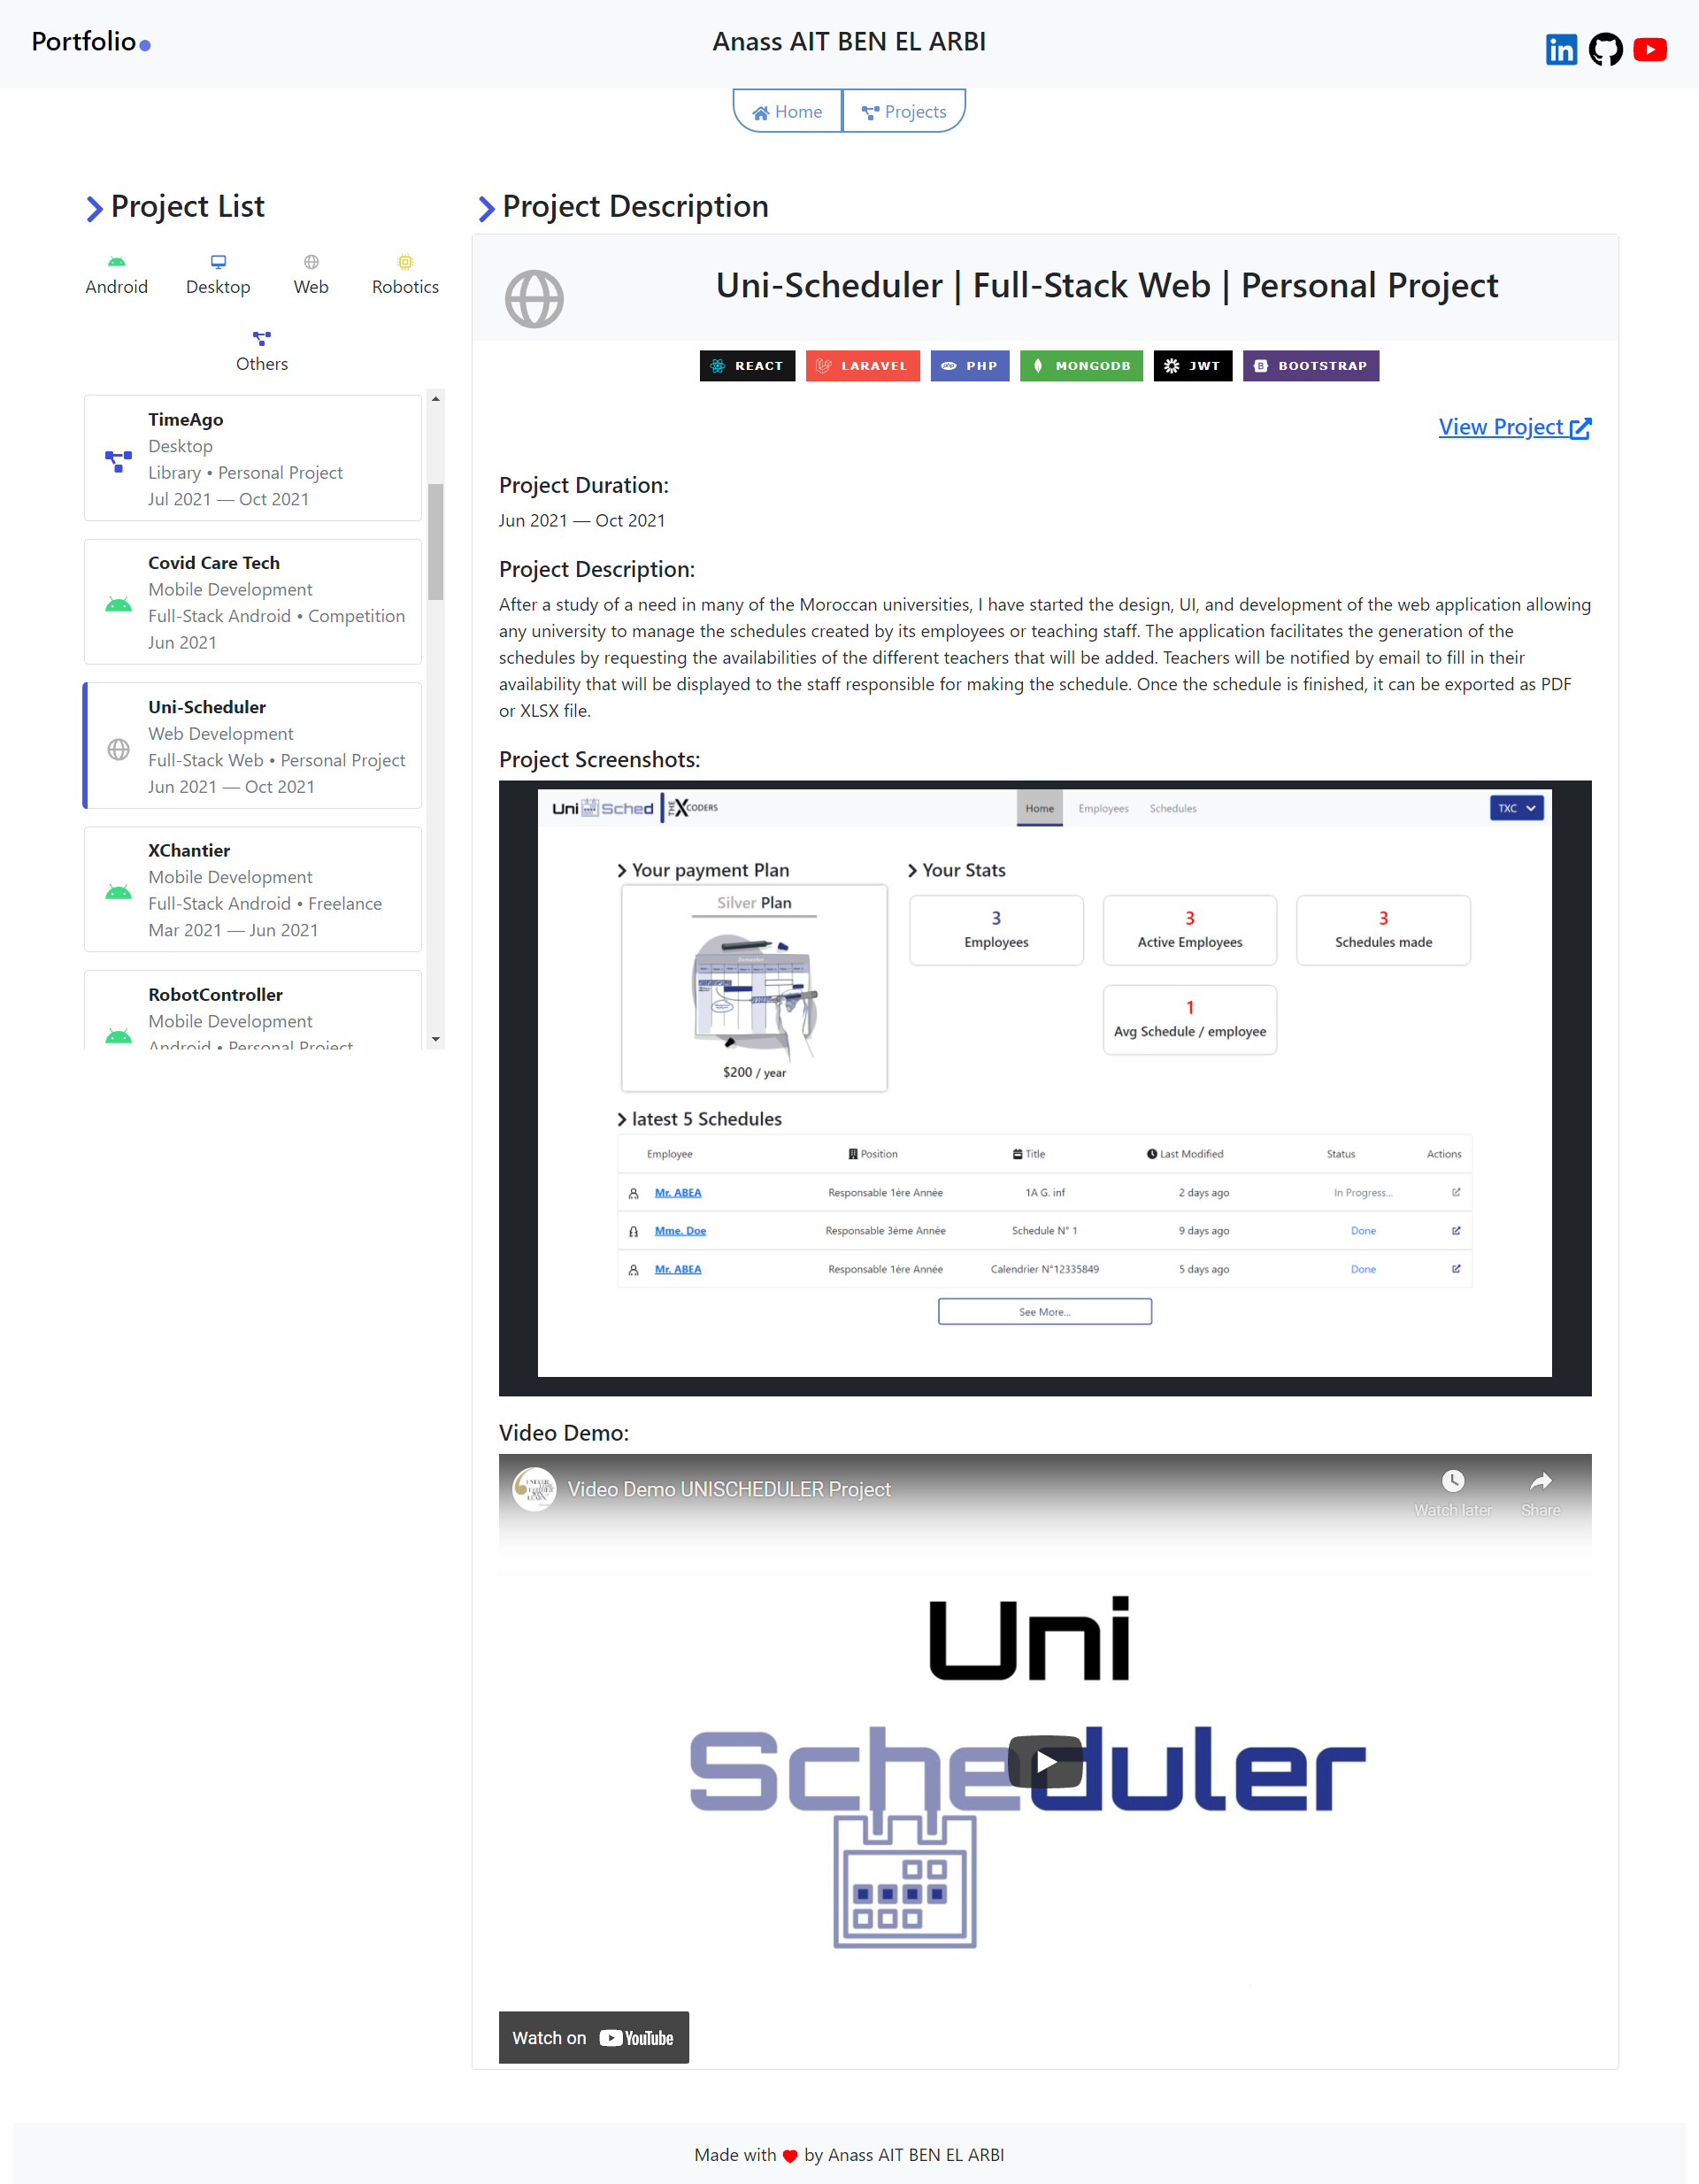 Portfolio
Anass AIT BEN EL ARBI
Home
Projects
Project List
Android
Desktop
Web
Robotics
Others
TimeAgo
Desktop
Library • Personal Project
Jul 2021 — Oct 2021
Covid Care Tech
Mobile Development
Full-Stack Android • Competition
Jun 2021
Uni-Scheduler
Web Development
Full-Stack Web • Personal Project
Jun 2021 — Oct 2021
XChantier
Mobile Development
Full-Stack Android • Freelance
Mar 2021 — Jun 2021
RobotController
Mobile Development
Android • Personal Project
Project Description
Uni-Scheduler | Full-Stack Web | Personal Project
REACT
LARAVEL
PHP
MONGODB
JWT
BOOTSTRAP
View Project
Project Duration:
Jun 2021 — Oct 2021
Project Description:
After a study of a need in many of the Moroccan universities, I have started the design, UI, and development of the web application allowing
any university to manage the schedules created by its employees or teaching staff. The application facilitates the generation of the
schedules by requesting the availabilities of the different teachers that will be added. Teachers will be notified by email to fill in their
availability that will be displayed to the staff responsible for making the schedule. Once the schedule is finished, it can be exported as PDF
or XLSX file.
Project Screenshots:
Uni Sched THE X CODERS
Home Employees Schedules
TXC
Your payment Plan
Silver Plan
$200 / year
Your Stats
3
Employees
3
Active Employees
3
Schedules made
1
Avg Schedule / employee
latest 5 Schedules
Employee Position Title Last Modified Status Actions
Mr. ABEA Responsable 1ère Année 1A G. inf 2 days ago In Progress...
Mme. Doe Responsable 3ème Année Schedule N° 1 9 days ago Done
Mr. ABEA Responsable 1ère Année Calendrier N°12335849 5 days ago Done
See More...
Video Demo:
Video Demo UNISCHEDULER Project
Watch later
Share
Uni
Scheduler
Watch on YouTube
Made with by Anass AIT BEN EL ARBI